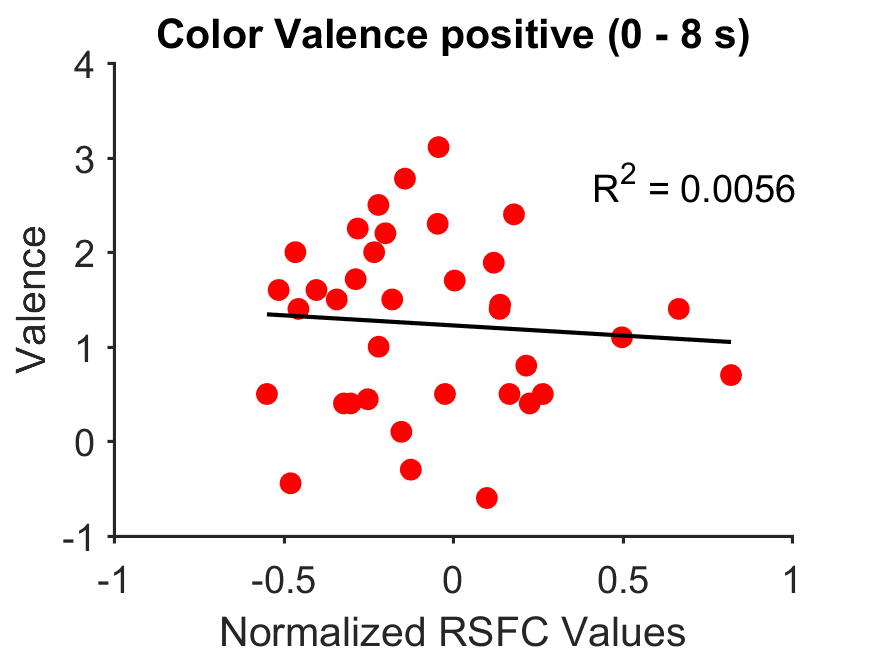 Color Valence positive (0 - 8 s)
4
3
R² = 0.0056
2
Valence
1
0
-1
-1 -0.5 0 0.5 1
Normalized RSFC Values